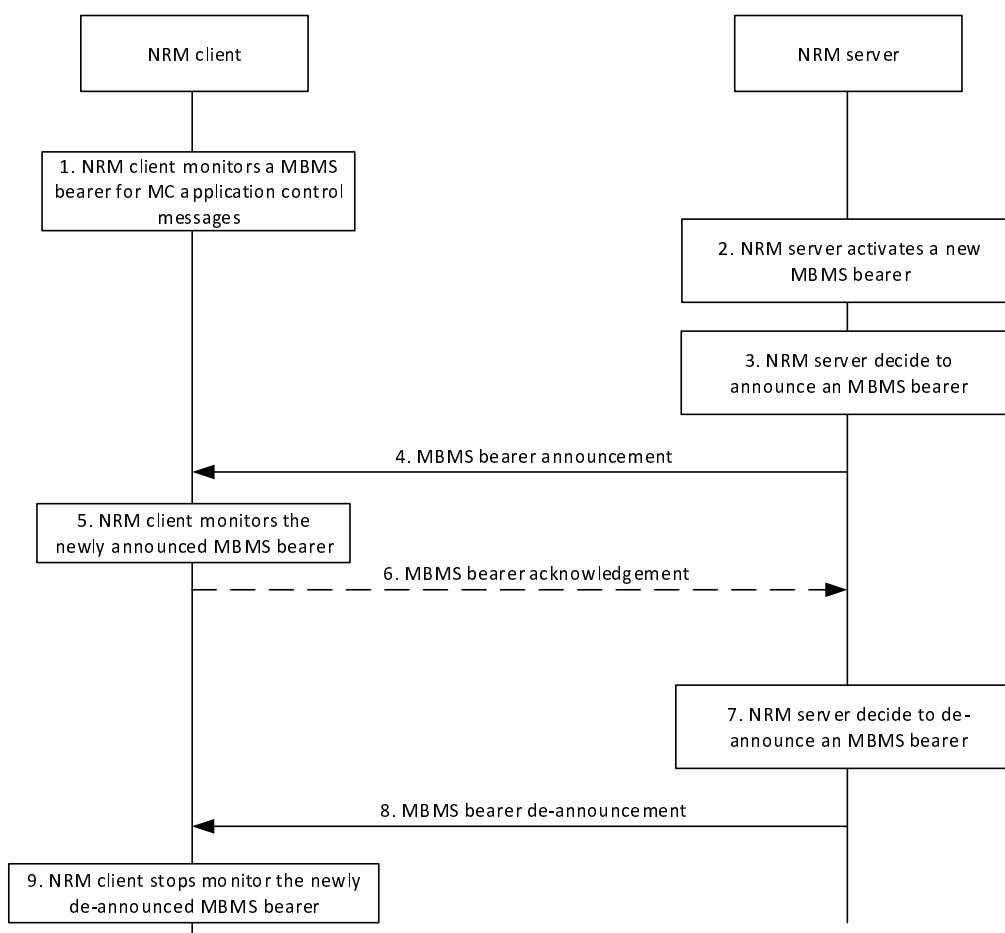 NRM client
NRM server
1. NRM client monitors a MBMS
bearer for MC application control
messages
2. NRM server activates a new
MBMS bearer
3. NRM server decide to
announce an MBMS bearer
4. MBMS bearer announcement
5. NRM client monitors the
newly announced MBMS bearer
6. MBMS bearer acknowledgement
7. NRM server decide to de-
announce an MBMS bearer
8. MBMS bearer de-announcement
9. NRM client stops monitor the newly
de-announced MBMS bearer